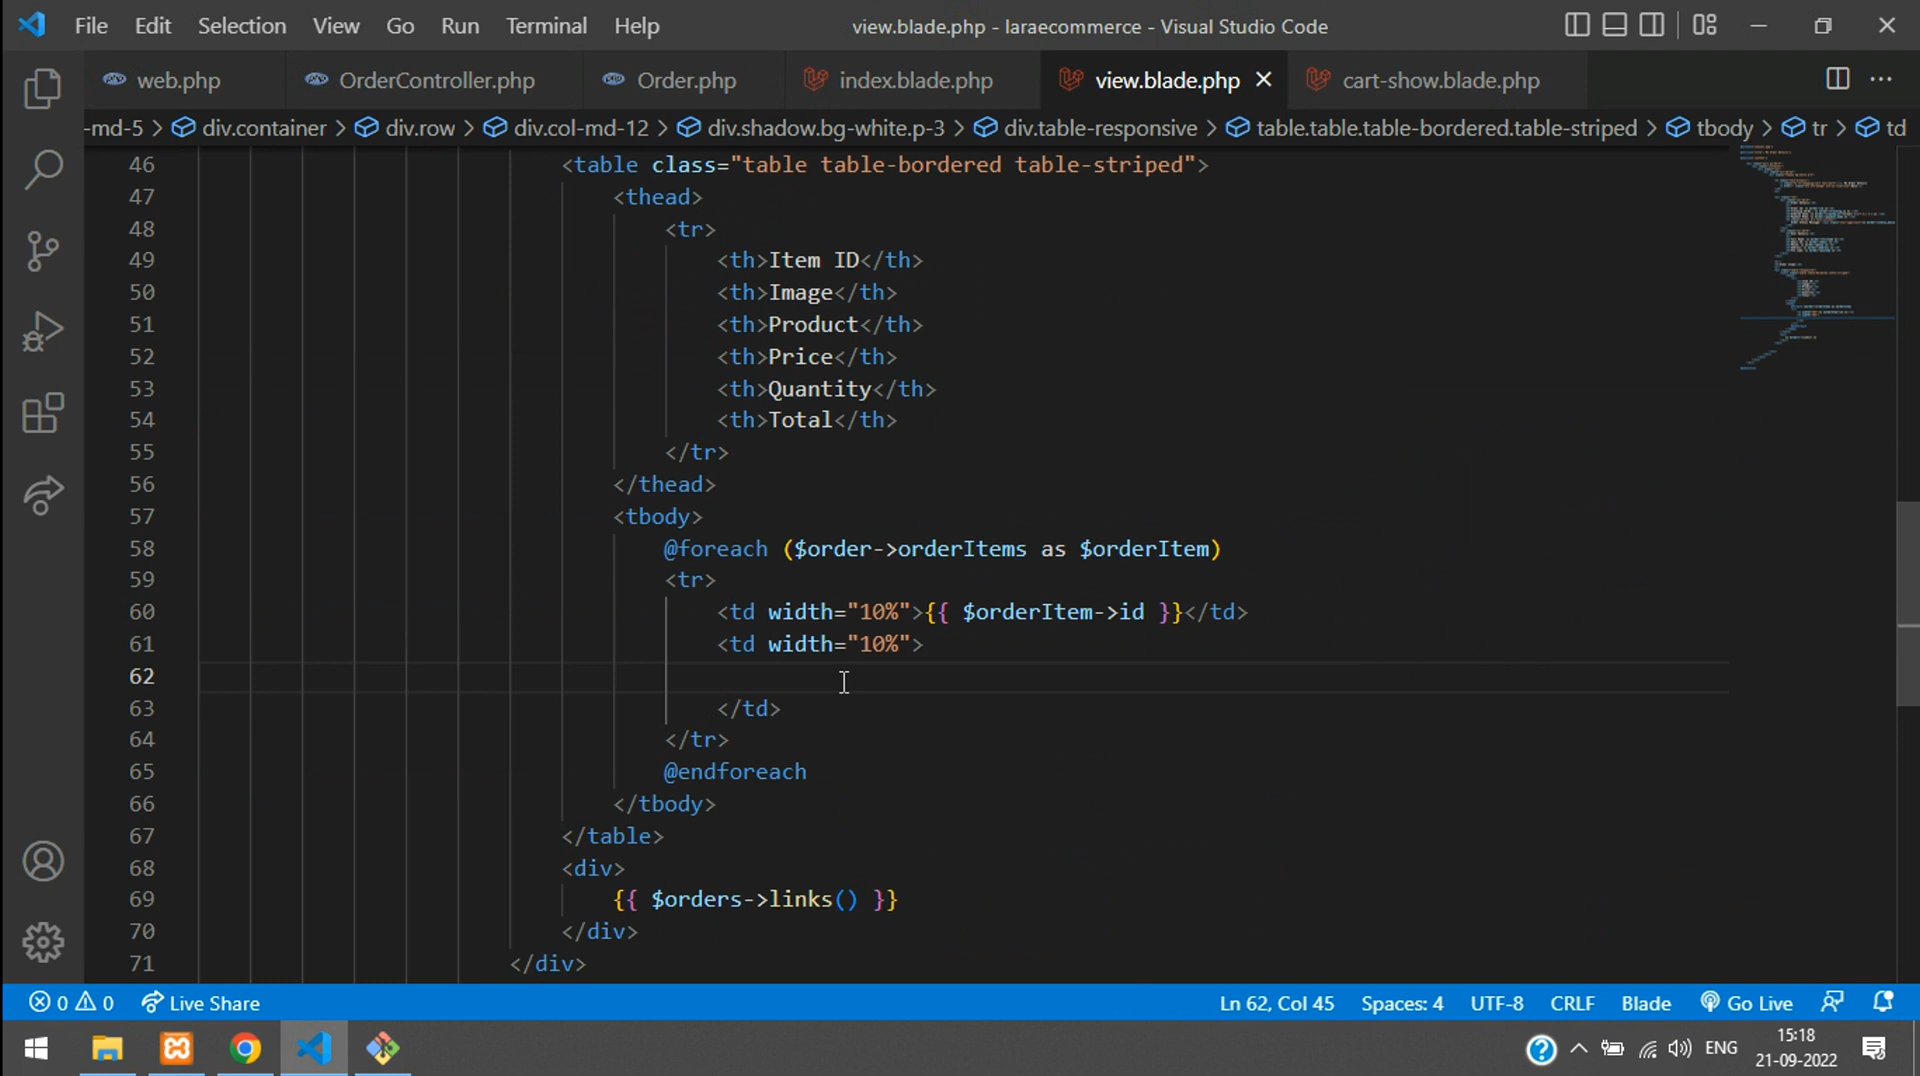 File Edit Selection View Go Run Terminal Help view.blade.php - laraecommerce - Visual Studio Code
web.php OrderController.php Order.php index.blade.php view.blade.php cart-show.blade.php
-md-5 > div.container > div.row > div.col-md-12 > div.shadow.bg-white.p-3 > div.table-responsive > table.table.table-bordered.table-striped > tbody > tr > td
46 <table class="table table-bordered table-striped">
47 <thead>
48 <tr>
49 <th>Item ID</th>
50 <th>Image</th>
51 <th>Product</th>
52 <th>Price</th>
53 <th>Quantity</th>
54 <th>Total</th>
55 </tr>
56 </thead>
57 <tbody>
58 @foreach ($order->orderItems as $orderItem)
59 <tr>
60 <td width="10%">{{ $orderItem->id }}</td>
61 <td width="10%">
62
63 </td>
64 </tr>
65 @endforeach
66 </tbody>
67 </table>
68 <div>
69 {{ $orders->links() }}
70 </div>
71 </div>
0 0 Live Share Ln 62, Col 45 Spaces: 4 UTF-8 CRLF Blade Go Live
ENG 15:18
21-09-2022